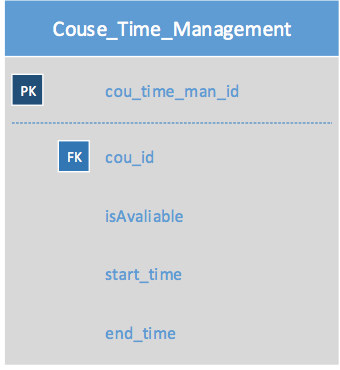 Couse_Time_Management
PK cou_time_man_id
FK cou_id
isAvaliable
start_time
end_time